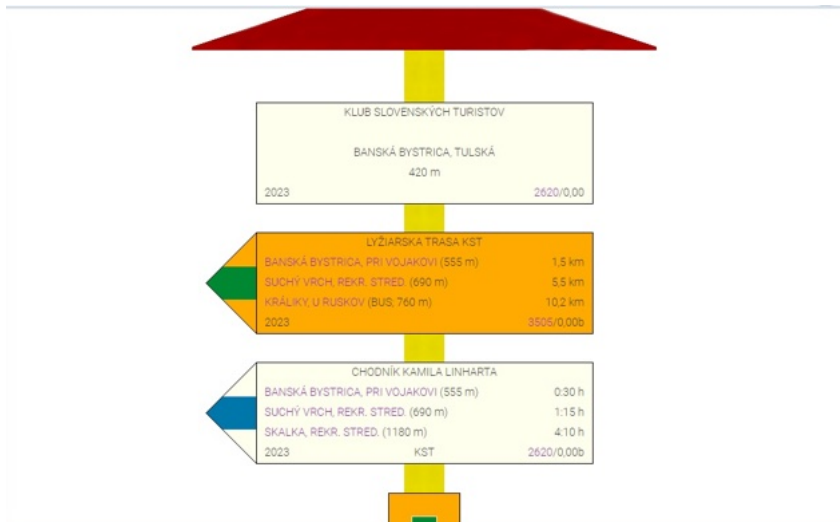 KLUB SLOVENSKÝCH TURISTOV
BANSKÁ BYSTRICA, TULSKÁ
420 m
2023 2620/0,00
LYŽIARSKA TRASA KST
BANSKÁ BYSTRICA, PRI VOJAKOVI (555 m) 1,5 km
SUCHÝ VRCH, REKR. STRED. (690 m) 5,5 km
KRÁLIKY, U RUSKOV (BUS; 760 m) 10,2 km
2023 3505/0,00b
CHODNÍK KAMILA LINHARTA
BANSKÁ BYSTRICA, PRI VOJAKOVI (555 m) 0:30 h
SUCHÝ VRCH, REKR. STRED. (690 m) 1:15 h
SKALKA, REKR. STRED. (1180 m) 4:10 h
2023 KST 2620/0,00b